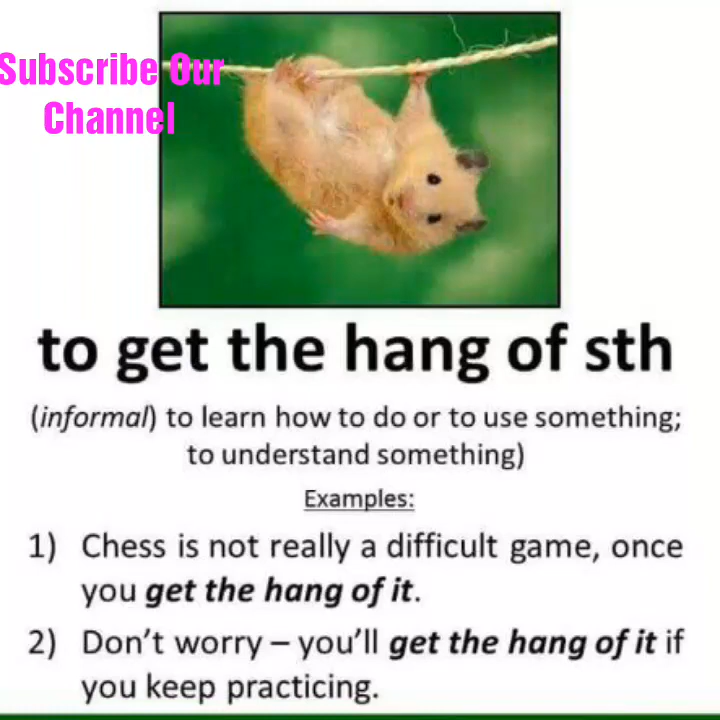 Subscribe Our
Channel
to get the hang of sth
(informal) to learn how to do or to use something;
to understand something)
Examples:
1) Chess is not really a difficult game, once
you get the hang of it.
2) Don't worry – you'll get the hang of it if
you keep practicing.